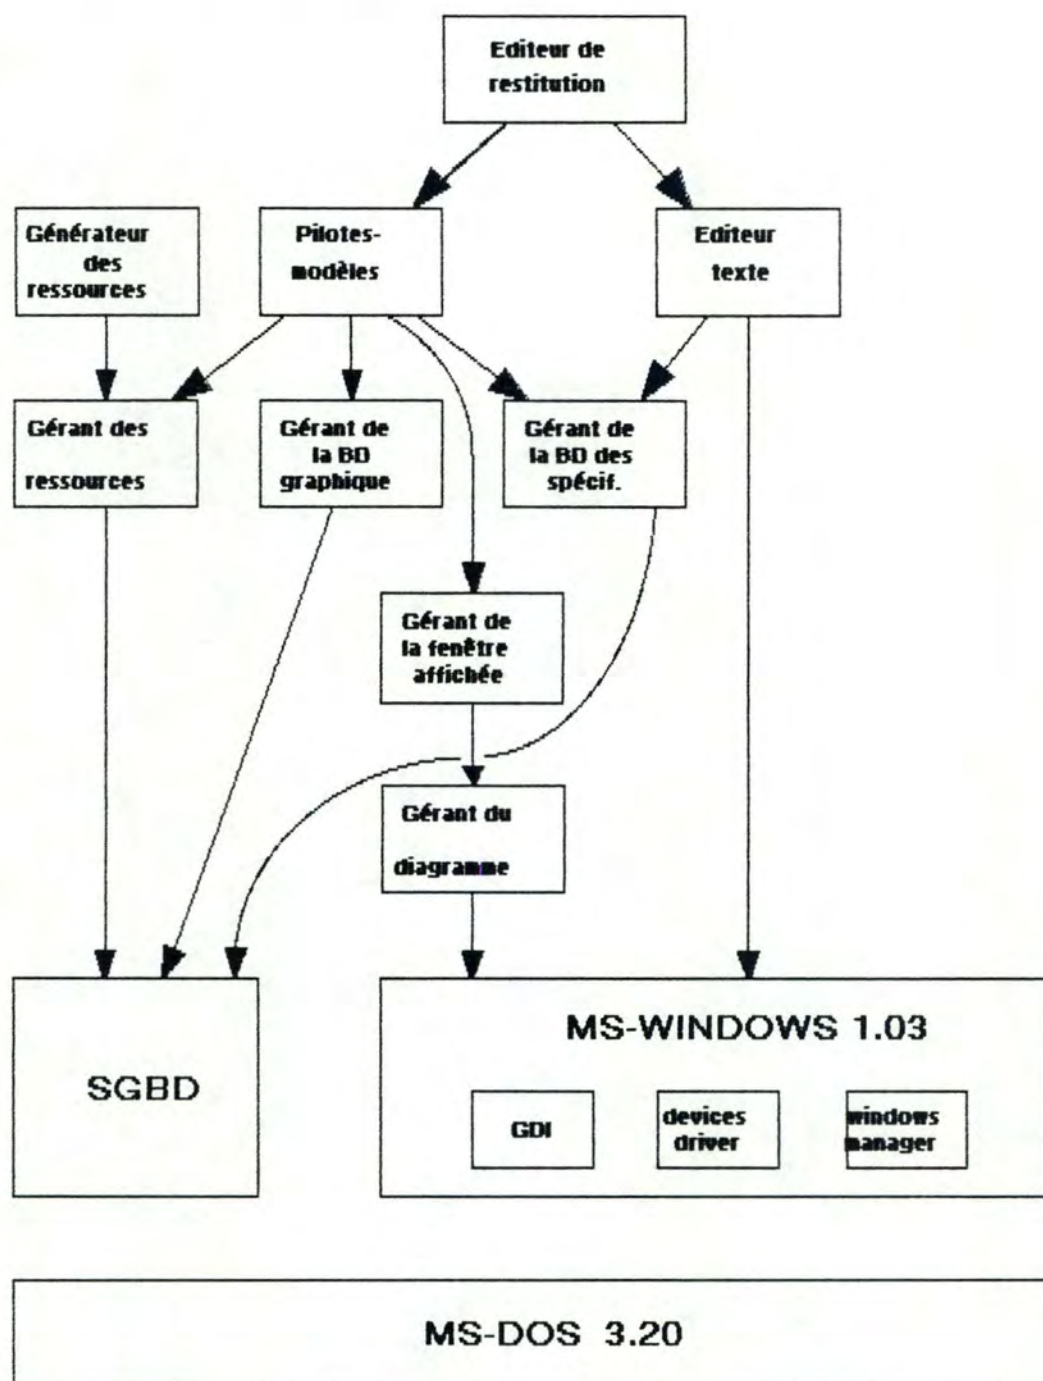 Editeur de
restitution
Générateur
des
ressources
Pilotes-
modèles
Editeur
texte
Gérant des
ressources
Gérant de
la BD
graphique
Gérant de
la BD des
spécif.
Gérant de
la fenêtre
affichée
Gérant du
diagramme
SGBD
MS-WINDOWS 1.03
GDI
devices
driver
windows
manager
MS-DOS 3.20